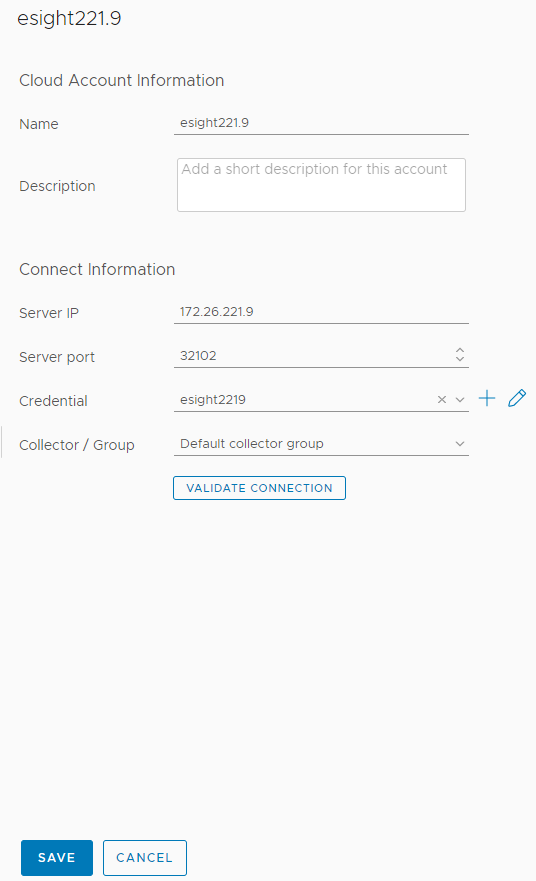 esight221.9
Cloud Account Information
Name esight221.9
Description Add a short description for this account
Connect Information
Server IP 172.26.221.9
Server port 32102
Credential esight2219
Collector / Group Default collector group
VALIDATE CONNECTION
SAVE CANCEL